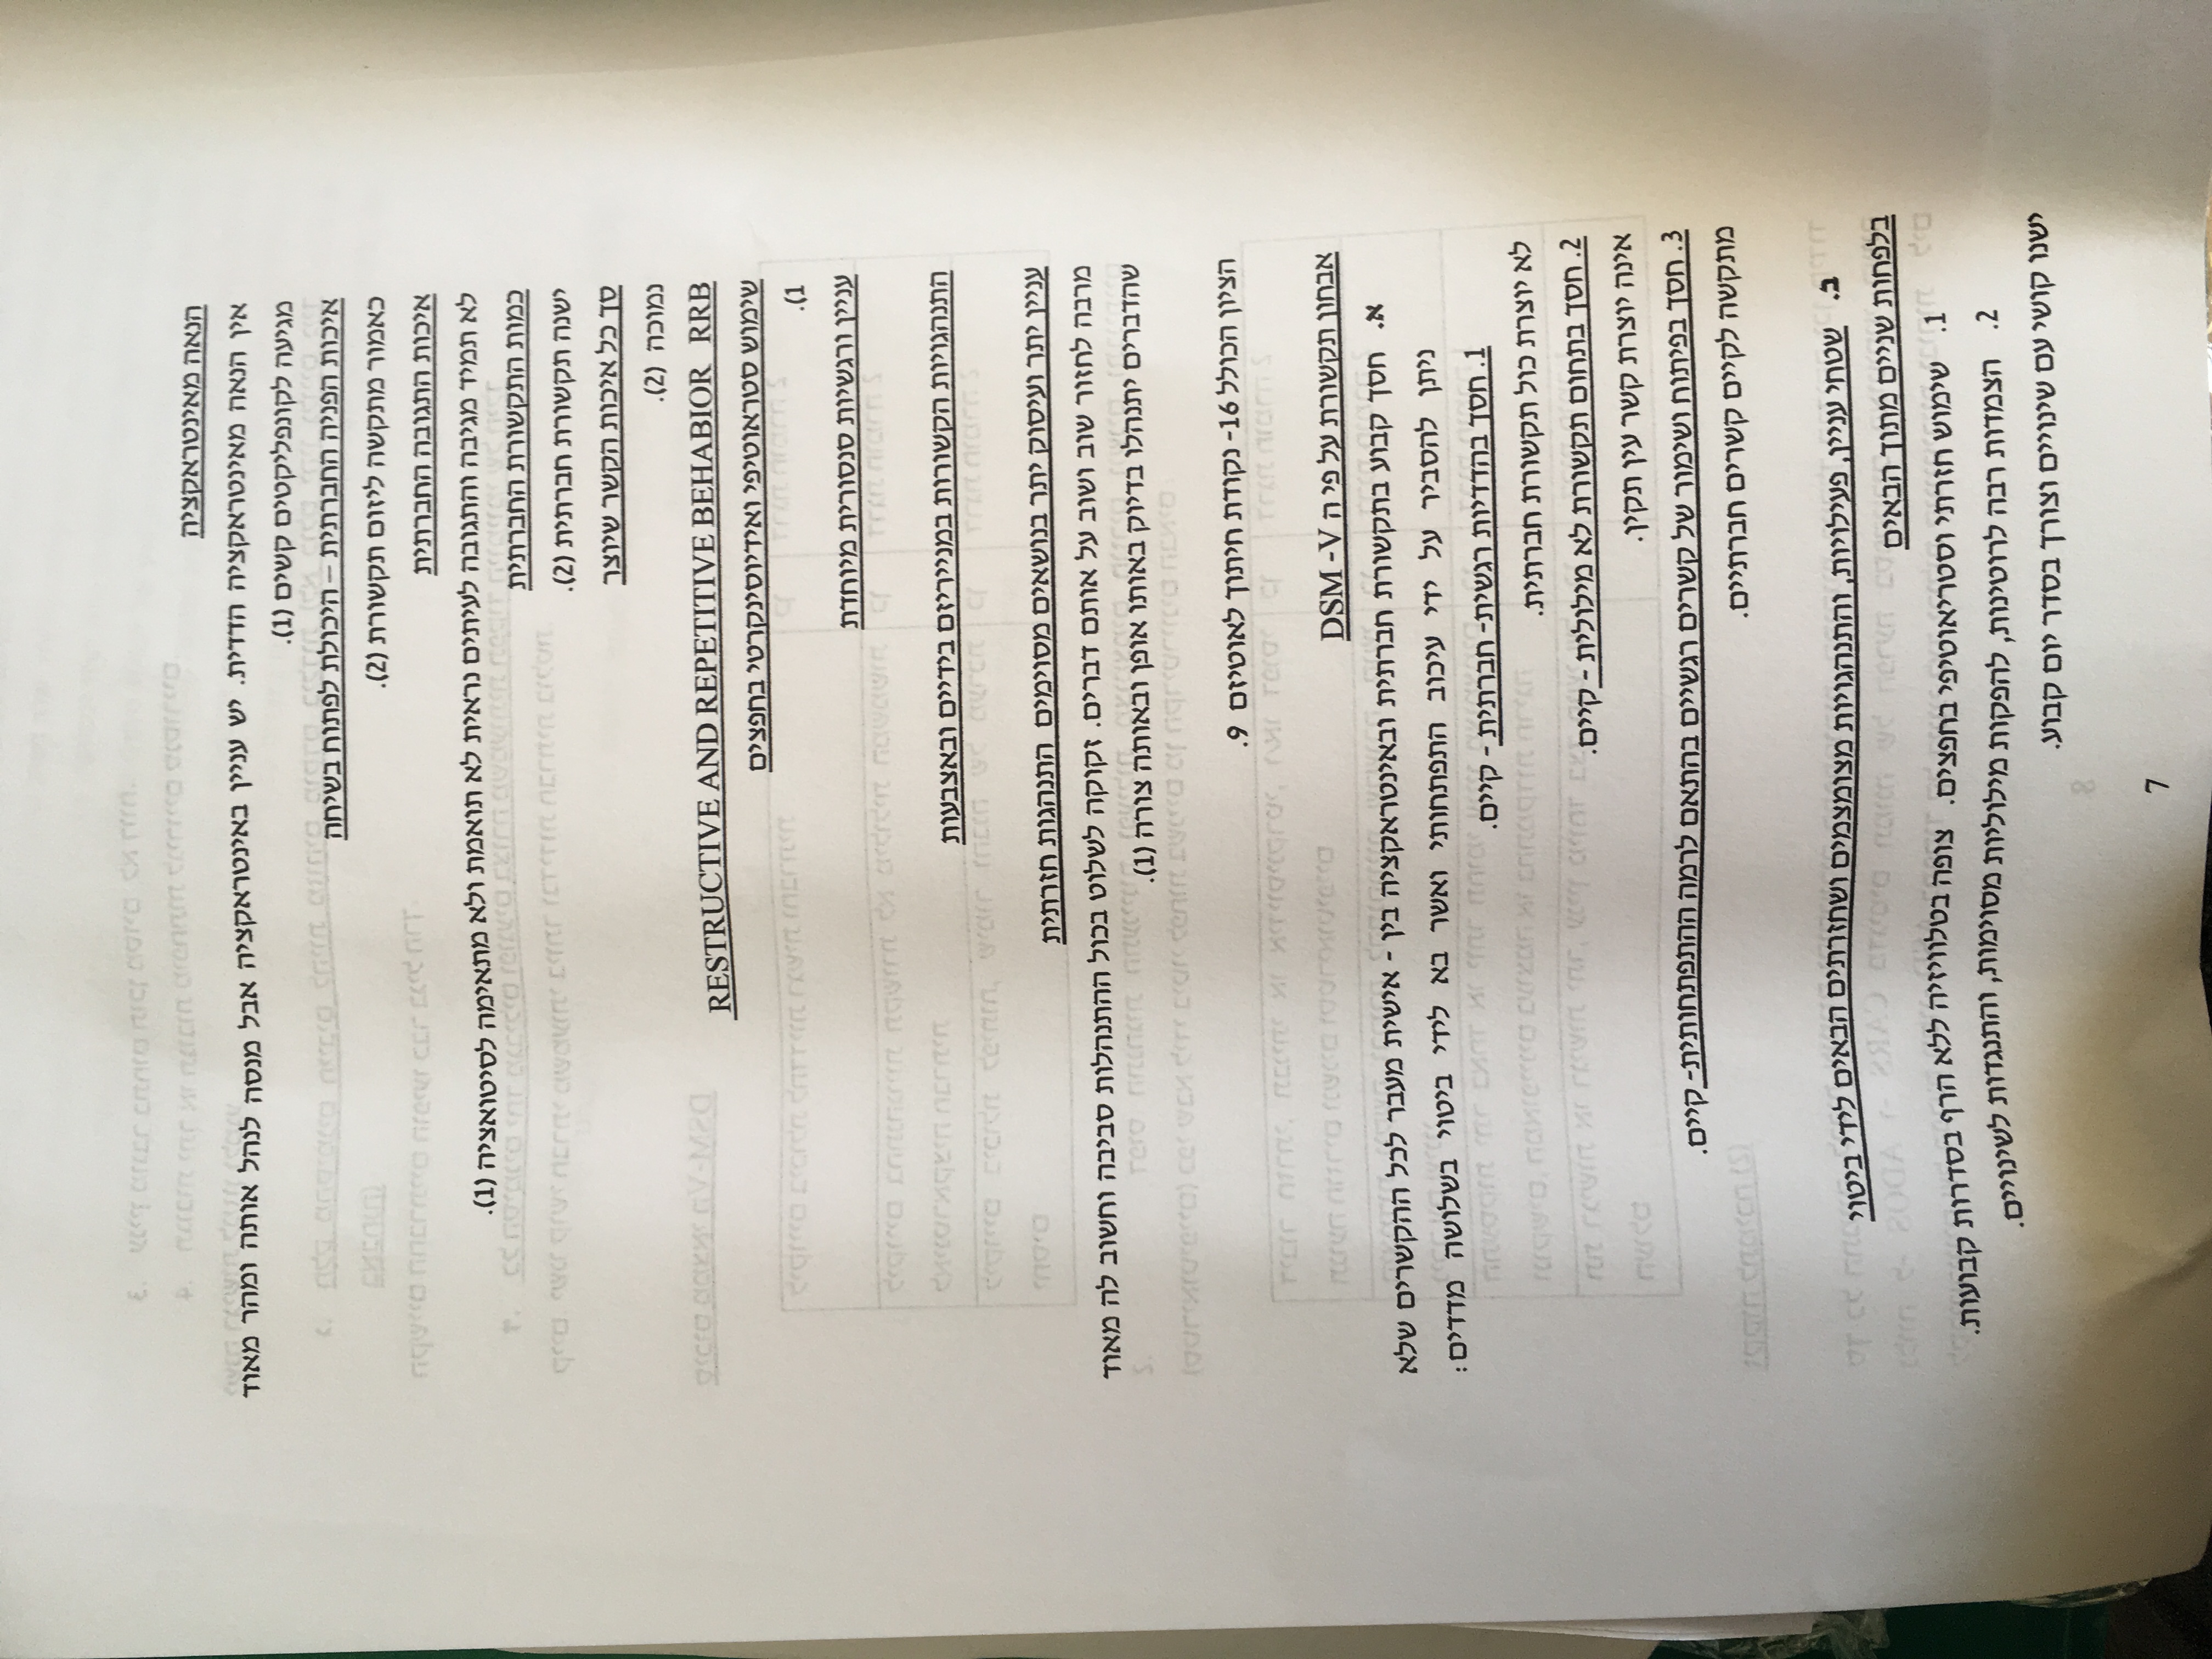 הנאה מאינטראקציה
אין הנאה מאינטראקציה הדדית. יש עניין באינטראקציה אבל מנסה לנהל אותה ומהר מאוד
מגיעה לקונפליקטים קשים (1).
איכות הפניה החברתית – היכולת לפתוח בשיחה
כאמור מתקשה ליזום תקשורת (2).
איכות התגובה החברתית
לא תמיד מגיבה והתגובה לעיתים נראית לא תואמת ולא מתאימה לסיטואציה (1).
כמות התקשורת החברתית
ישנה תקשורת חברתית (2).
סך כל איכות הקשר שיוצר
נמוכה (2).
RESTRUCTIVE AND REPETITIVE BEHABIOR RRB
שימוש סטראוטיפי ואידיוסינקרטי בחפצים
1).
עניין ורגשיות סנסורית מיוחדת
התנהגויות הקשורות במנייריזם בידיים ובאצבעות
עניין יתר ועיסוק יתר בנושאים מסוימים התנהגות חזרתית
מרבה לחזור שוב ושוב על אותם דברים. זקוקה לשלוט בכול ההתנהלות סביבה וחשוב לה מאוד
שהדברים יתנהלו בדיוק באותו אופן ובאותה צורה (1).
הציון הכולל 16- נקודת חיתוך לאוטיזם 9.
אבחון תקשורת על פי ה DSM -V
א. חסך קבוע בתקשורת חברתית ובאינטראקציה בין - אישית מעבר לכל ההקשרים שלא
ניתן להסביר על ידי עיכוב התפתחותי ואשר בא לידי ביטוי בשלושה מדדים:
1. חסך בהדדיות רגשית- חברתית - קיים.
לא יוצרת כול תקשורת חברתית.
2. חסך בתחום תקשורת לא מילולית - קיים.
אינה יוצרת קשר עין תקין.
3. חסך בפיתוח ושימור של קשרים רגשיים בהתאם לרמה ההתפתחותית- קיים.
מתקשה לקיים קשרים חברתיים.
ב. שטחי עניין, פעילויות, והתנהגויות מצומצמים ושחזרתים הבאים לידי ביטוי
בלפחות שניים מתוך הבאים
1. שימוש חזרתי וסטריאוטיפי בחפצים. צופה בטלוויזיה ללא הרף בסדרות קבועות.
2. הצמדות רבה לרוטינות, להפקות מילוליות מסוימות, והתנגדות לשינויים.
ישנו קושי עם שינויים וצורך בסדר יום קבוע.
7